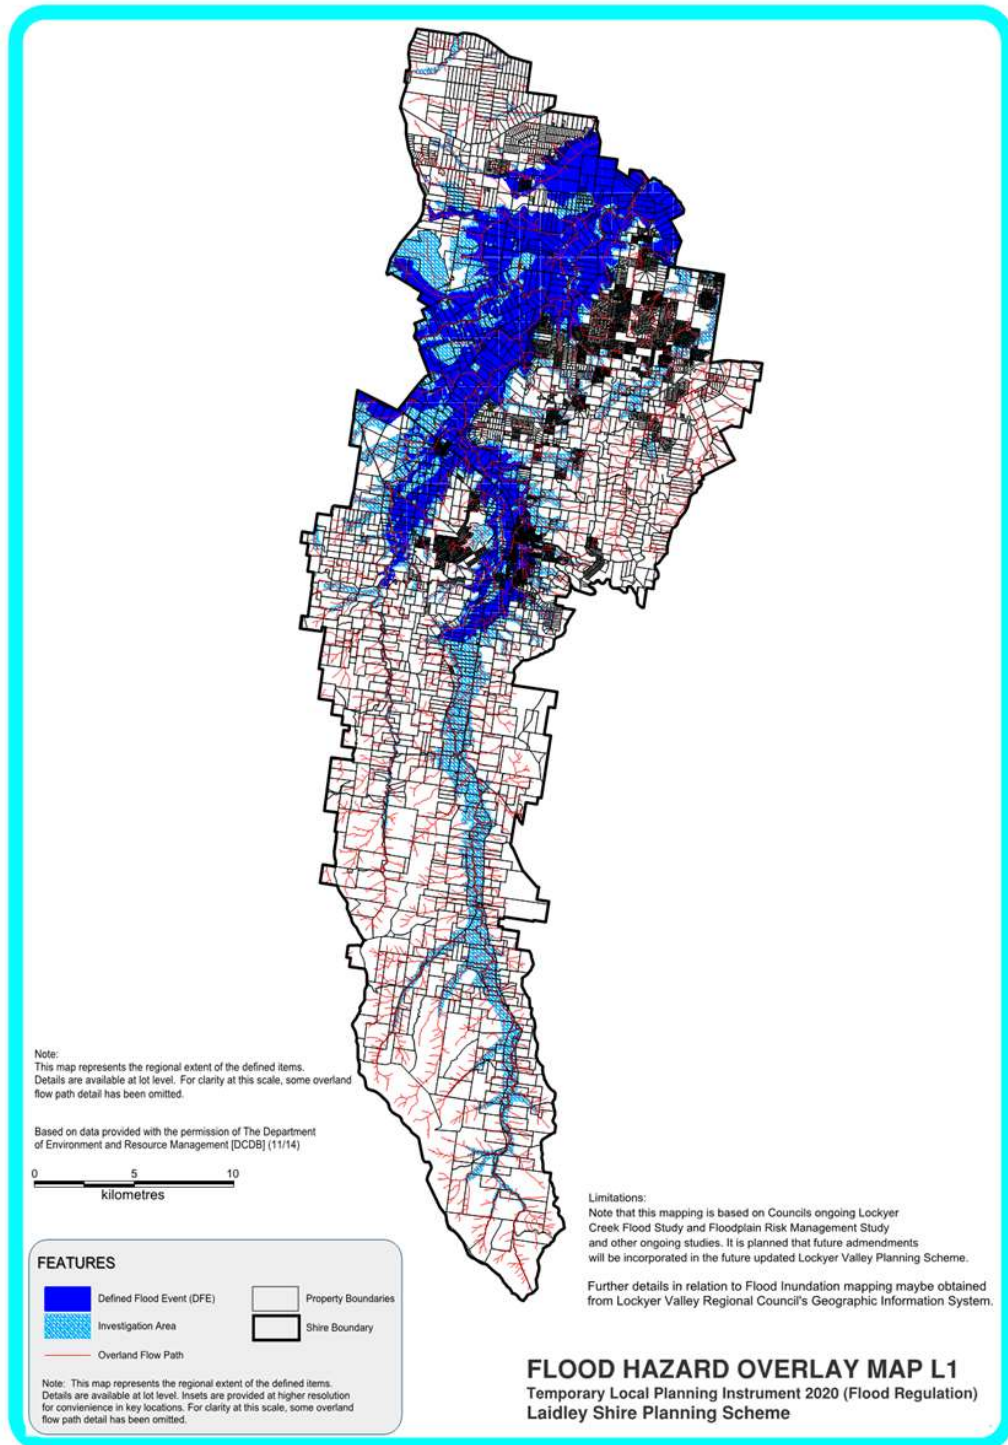 Note:
This map represents the regional extent of the defined items.
Details are available at lot level. For clarity at this scale, some overland
flow path detail has been omitted.
Based on data provided with the permission of The Department
of Environment and Resource Management [DCDB] (11/14)
0 5 10
kilometres
Limitations:
Note that this mapping is based on Councils ongoing Lockyer
Creek Flood Study and Floodplain Risk Management Study
and other ongoing studies. It is planned that future admendments
will be incorporated in the future updated Lockyer Valley Planning Scheme.
Further details in relation to Flood Inundation mapping maybe obtained
from Lockyer Valley Regional Council's Geographic Information System.
FEATURES
Defined Flood Event (DFE)
Property Boundaries
Investigation Area
Shire Boundary
Overland Flow Path
Note: This map represents the regional extent of the defined items.
Details are available at lot level. Insets are provided at higher resolution
for convienience in key locations. For clarity at this scale, some overland
flow path detail has been omitted.
FLOOD HAZARD OVERLAY MAP L1
Temporary Local Planning Instrument 2020 (Flood Regulation)
Laidley Shire Planning Scheme